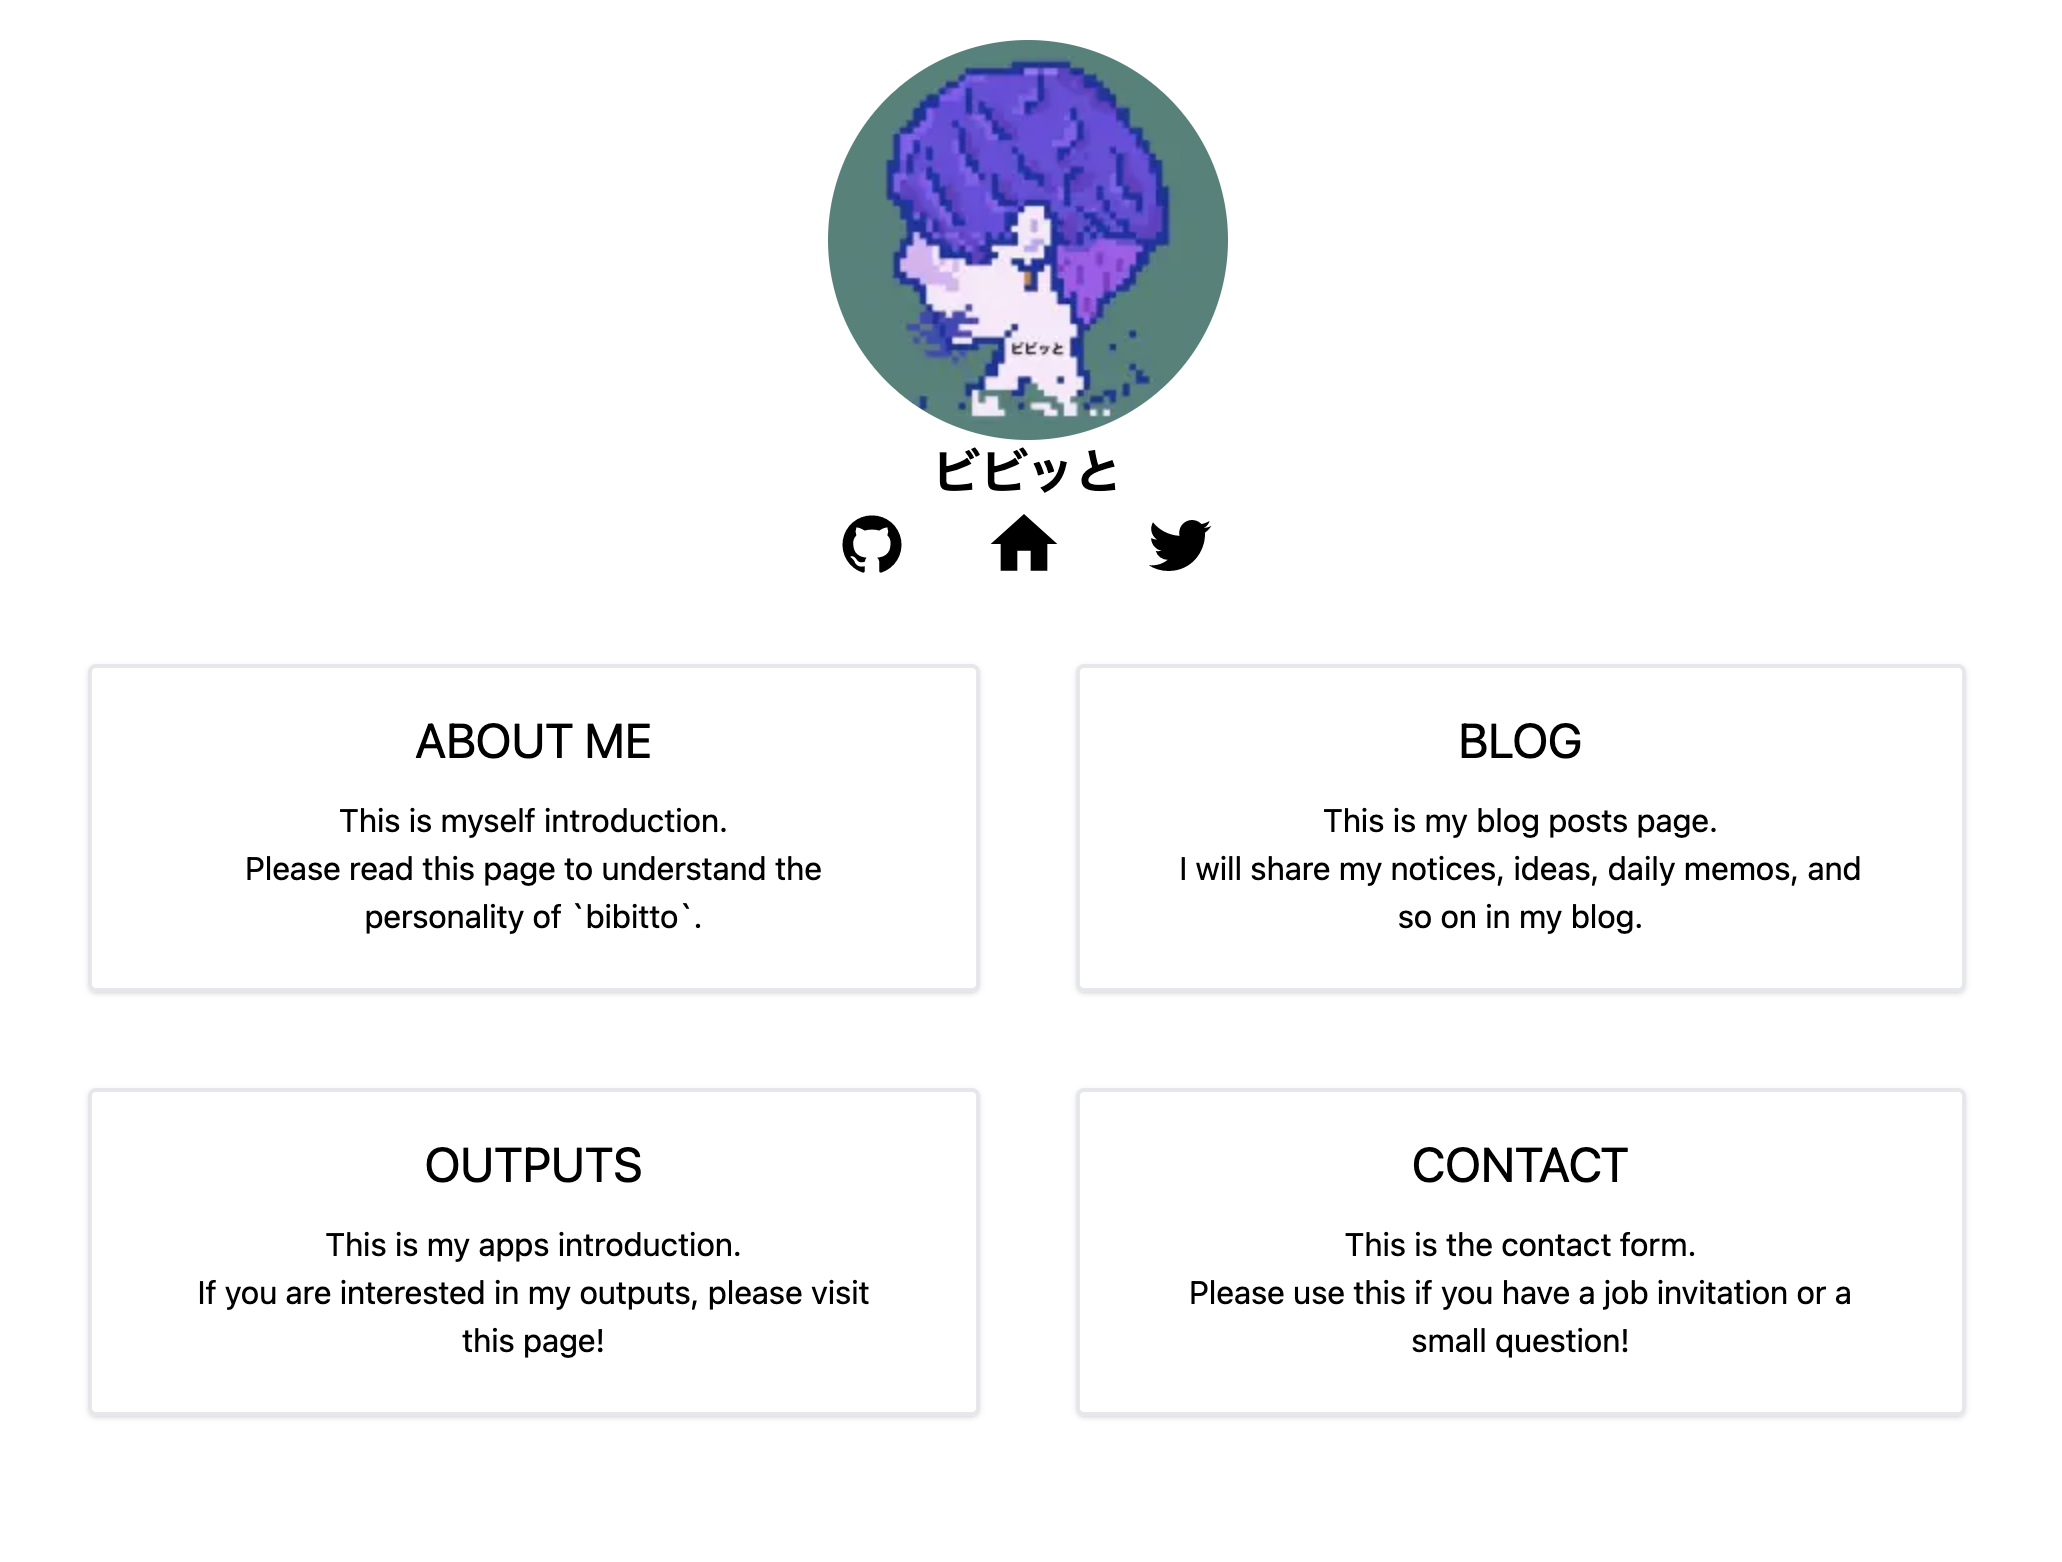 ビビッと
ビビッと
ABOUT ME
This is myself introduction.
Please read this page to understand the
personality of `bibitto`.
BLOG
This is my blog posts page.
I will share my notices, ideas, daily memos, and
so on in my blog.
OUTPUTS
This is my apps introduction.
If you are interested in my outputs, please visit
this page!
CONTACT
This is the contact form.
Please use this if you have a job invitation or a
small question!